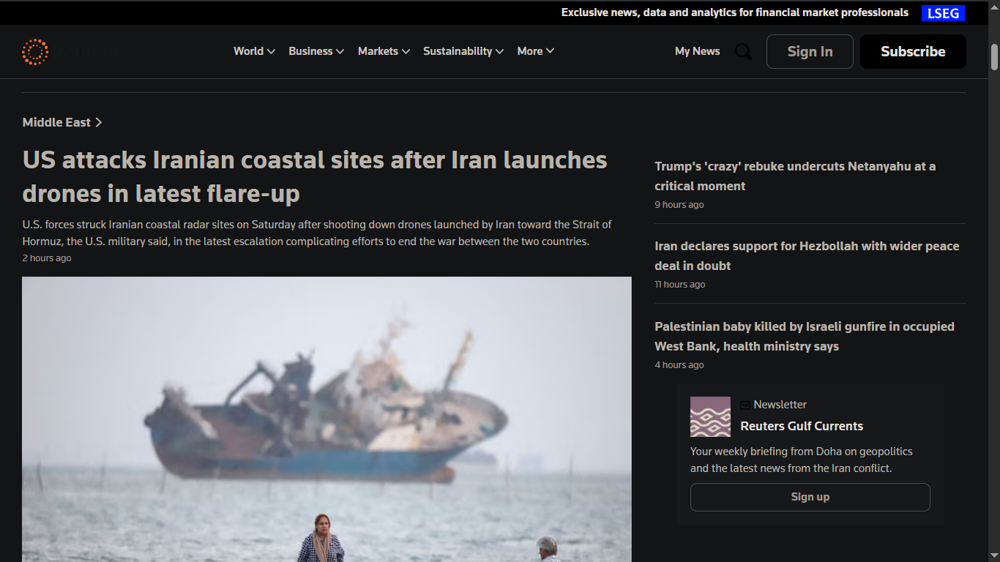 Exclusive news, data and analytics for financial market professionals LSEG
Reuters
World Business Markets Sustainability More My News Sign In Subscribe
Middle East
US attacks Iranian coastal sites after Iran launches
drones in latest flare-up
U.S. forces struck Iranian coastal radar sites on Saturday after shooting down drones launched by Iran toward the Strait of
Hormuz, the U.S. military said, in the latest escalation complicating efforts to end the war between the two countries.
2 hours ago
Trump's 'crazy' rebuke undercuts Netanyahu at a
critical moment
9 hours ago
Iran declares support for Hezbollah with wider peace
deal in doubt
11 hours ago
Palestinian baby killed by Israeli gunfire in occupied
West Bank, health ministry says
4 hours ago
Newsletter
Reuters Gulf Currents
Your weekly briefing from Doha on geopolitics
and the latest news from the Iran conflict.
Sign up